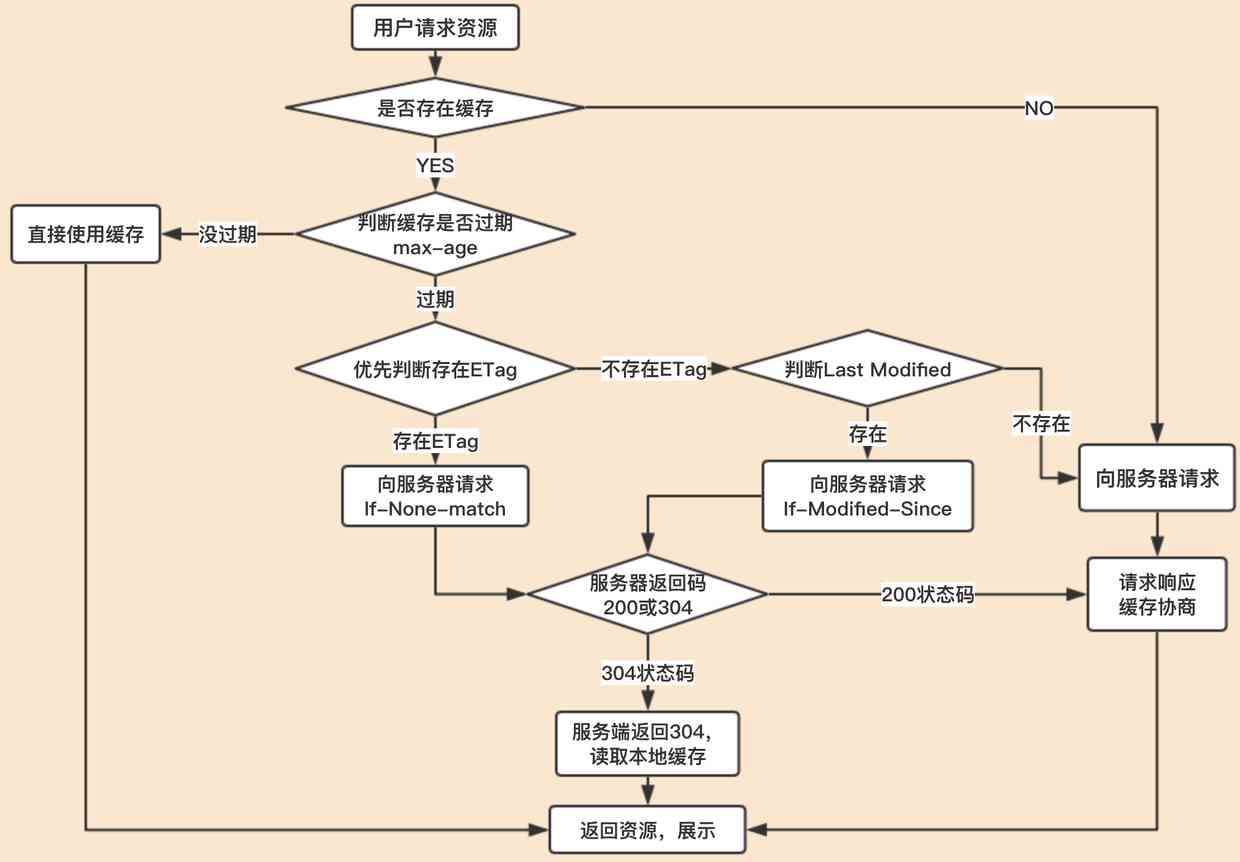 用户请求资源
是否存在缓存
NO
YES
判断缓存是否过期
max-age
没过期
直接使用缓存
过期
优先判断存在ETag
不存在ETag
判断Last Modified
不存在
存在ETag
存在
向服务器请求
If-None-match
向服务器请求
If-Modified-Since
向服务器请求
服务器返回码
200或304
200状态码
请求响应
缓存协商
304状态码
服务端返回304，
读取本地缓存
返回资源，展示